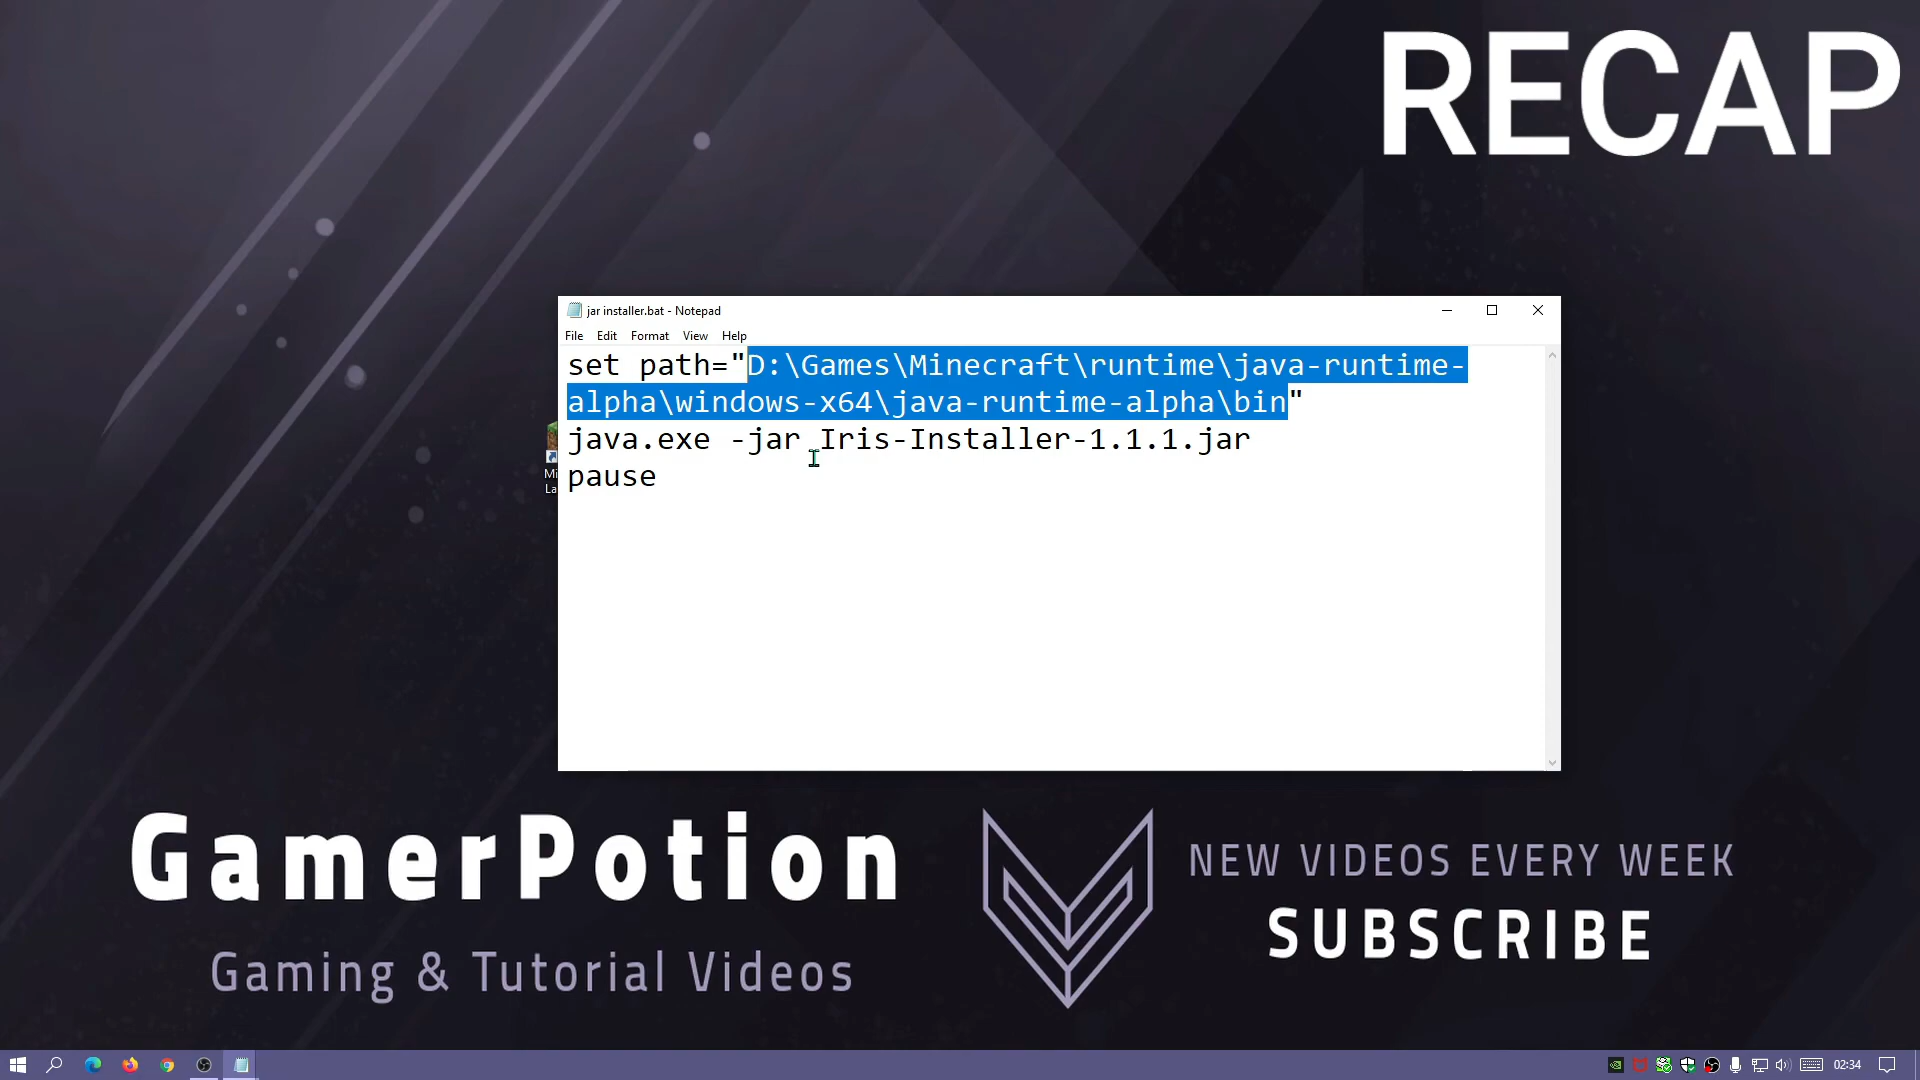 RECAP
jar installer.bat - Notepad
File Edit Format View Help
set path="D:\Games\Minecraft\runtime\java-runtime-
alpha\windows-x64\java-runtime-alpha\bin"
java.exe -jar Iris-Installer-1.1.1.jar
pause
Mi
La
GamerPotion
Gaming & Tutorial Videos
NEW VIDEOS EVERY WEEK
SUBSCRIBE
02:34